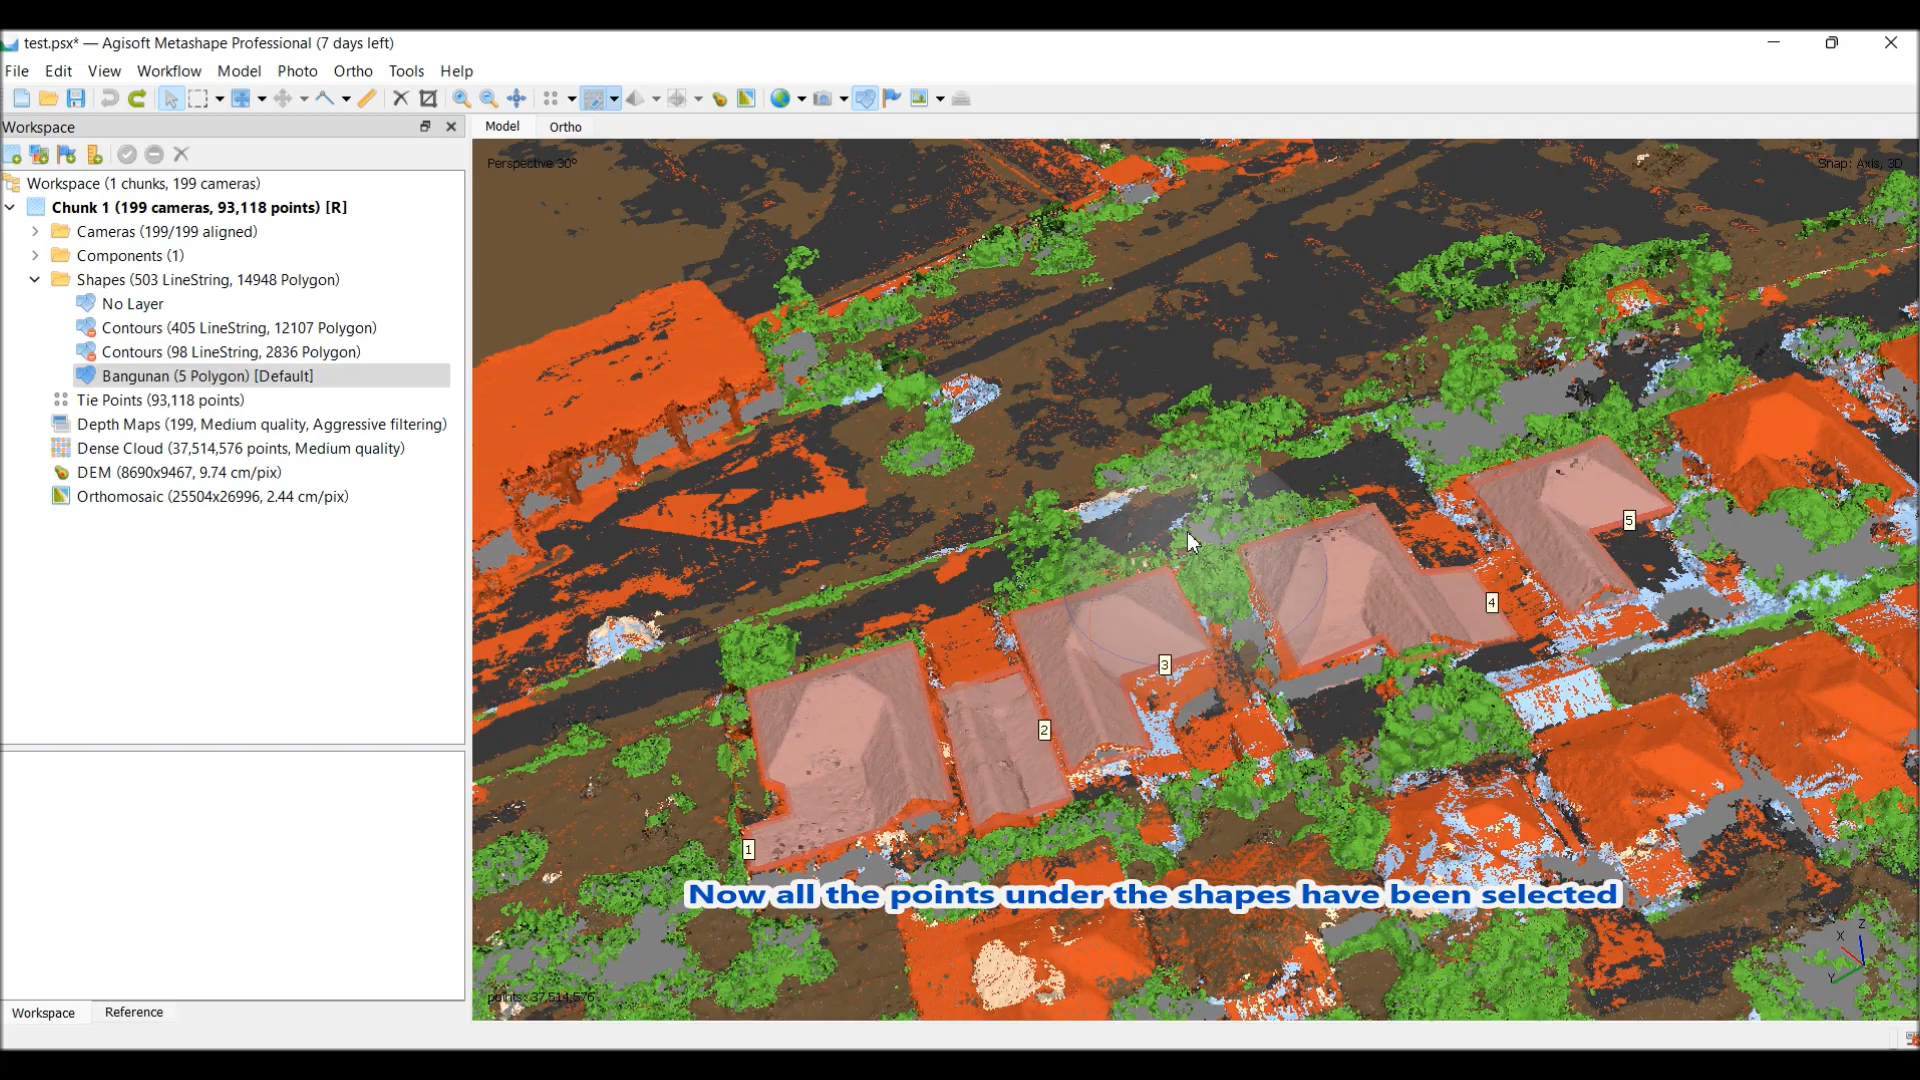 test.psx* — Agisoft Metashape Professional (7 days left)
File Edit View Workflow Model Photo Ortho Tools Help
Workspace
Model Ortho
Perspective 30°
Snap: Axis, 3D
Workspace (1 chunks, 199 cameras)
Chunk 1 (199 cameras, 93,118 points) [R]
Cameras (199/199 aligned)
Components (1)
Shapes (503 LineString, 14948 Polygon)
No Layer
Contours (405 LineString, 12107 Polygon)
Contours (98 LineString, 2836 Polygon)
Bangunan (5 Polygon) [Default]
Tie Points (93,118 points)
Depth Maps (199, Medium quality, Aggressive filtering)
Dense Cloud (37,514,576 points, Medium quality)
DEM (8690x9467, 9.74 cm/pix)
Orthomosaic (25504x26996, 2.44 cm/pix)
5
4
3
2
1
Now all the points under the shapes have been selected
Z
X
Y
points: 37,514,576
Workspace Reference